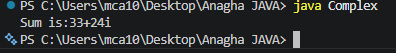 PS C:\Users\mca10\Desktop\Anagha JAVA> java Complex
Sum is:33+24i
PS C:\Users\mca10\Desktop\Anagha JAVA>